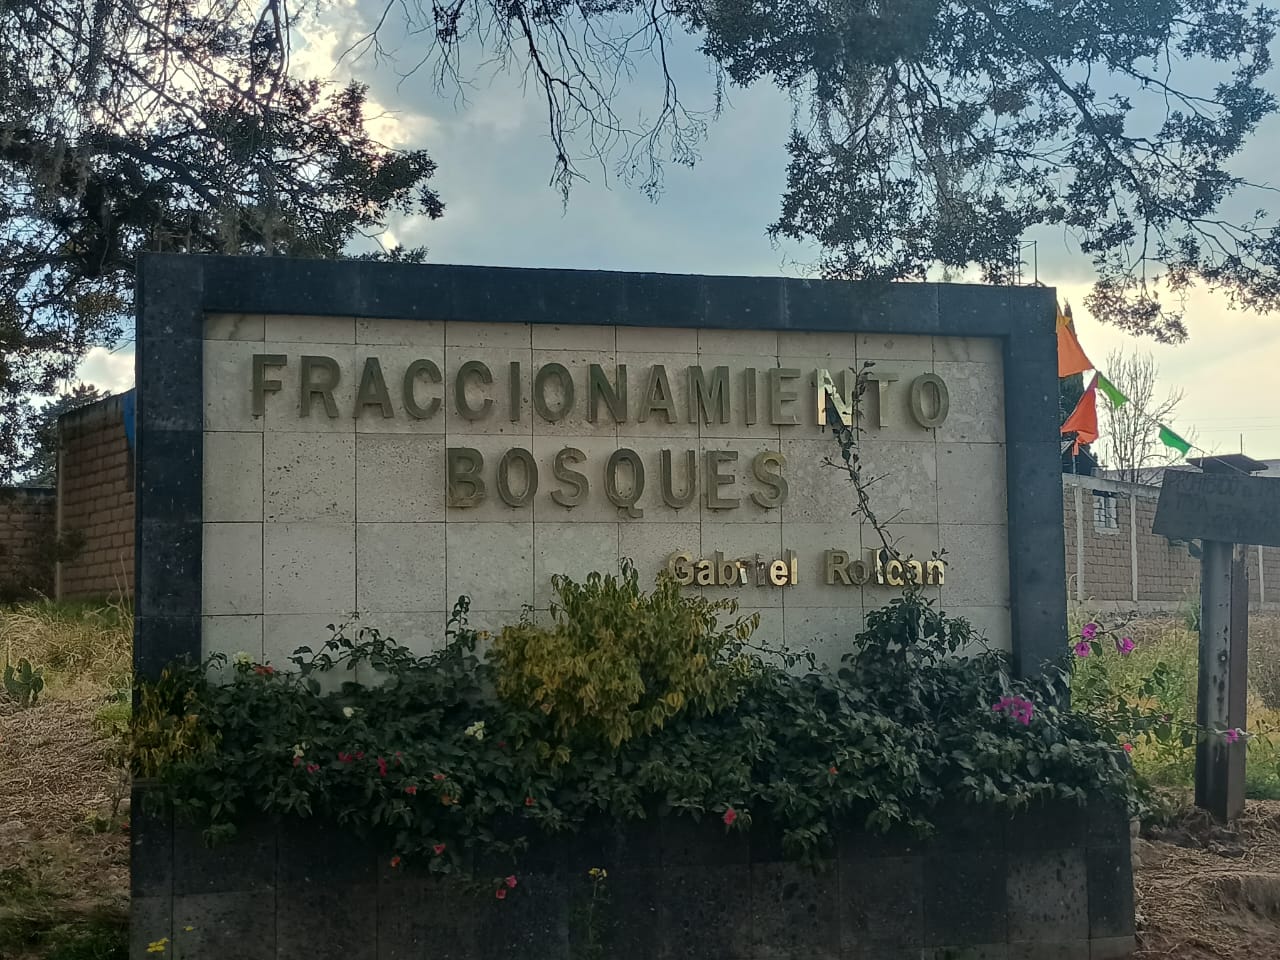 FRACCIONAMIENTO
BOSQUES
Gabriel Roldan